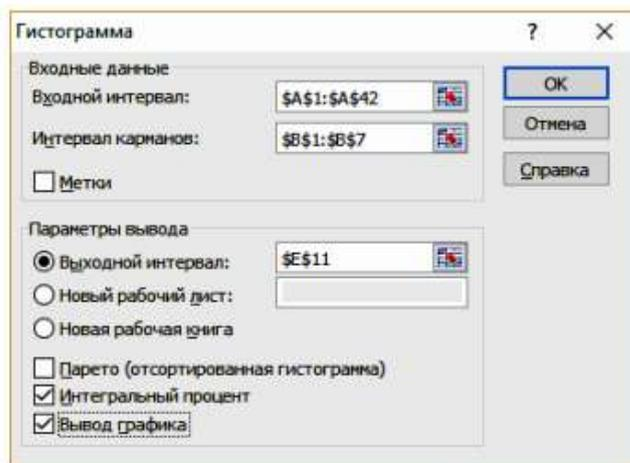 Гистограмма ? ×
Входные данные
Входной интервал: $A$1:$A$42
Интервал карманов: $B$1:$B$7
Метки
OK
Отмена
Справка
Параметры вывода
Выходной интервал: $E$11
Новый рабочий лист:
Новая рабочая книга
Парето (отсортированная гистограмма)
Интегральный процент
Вывод графика